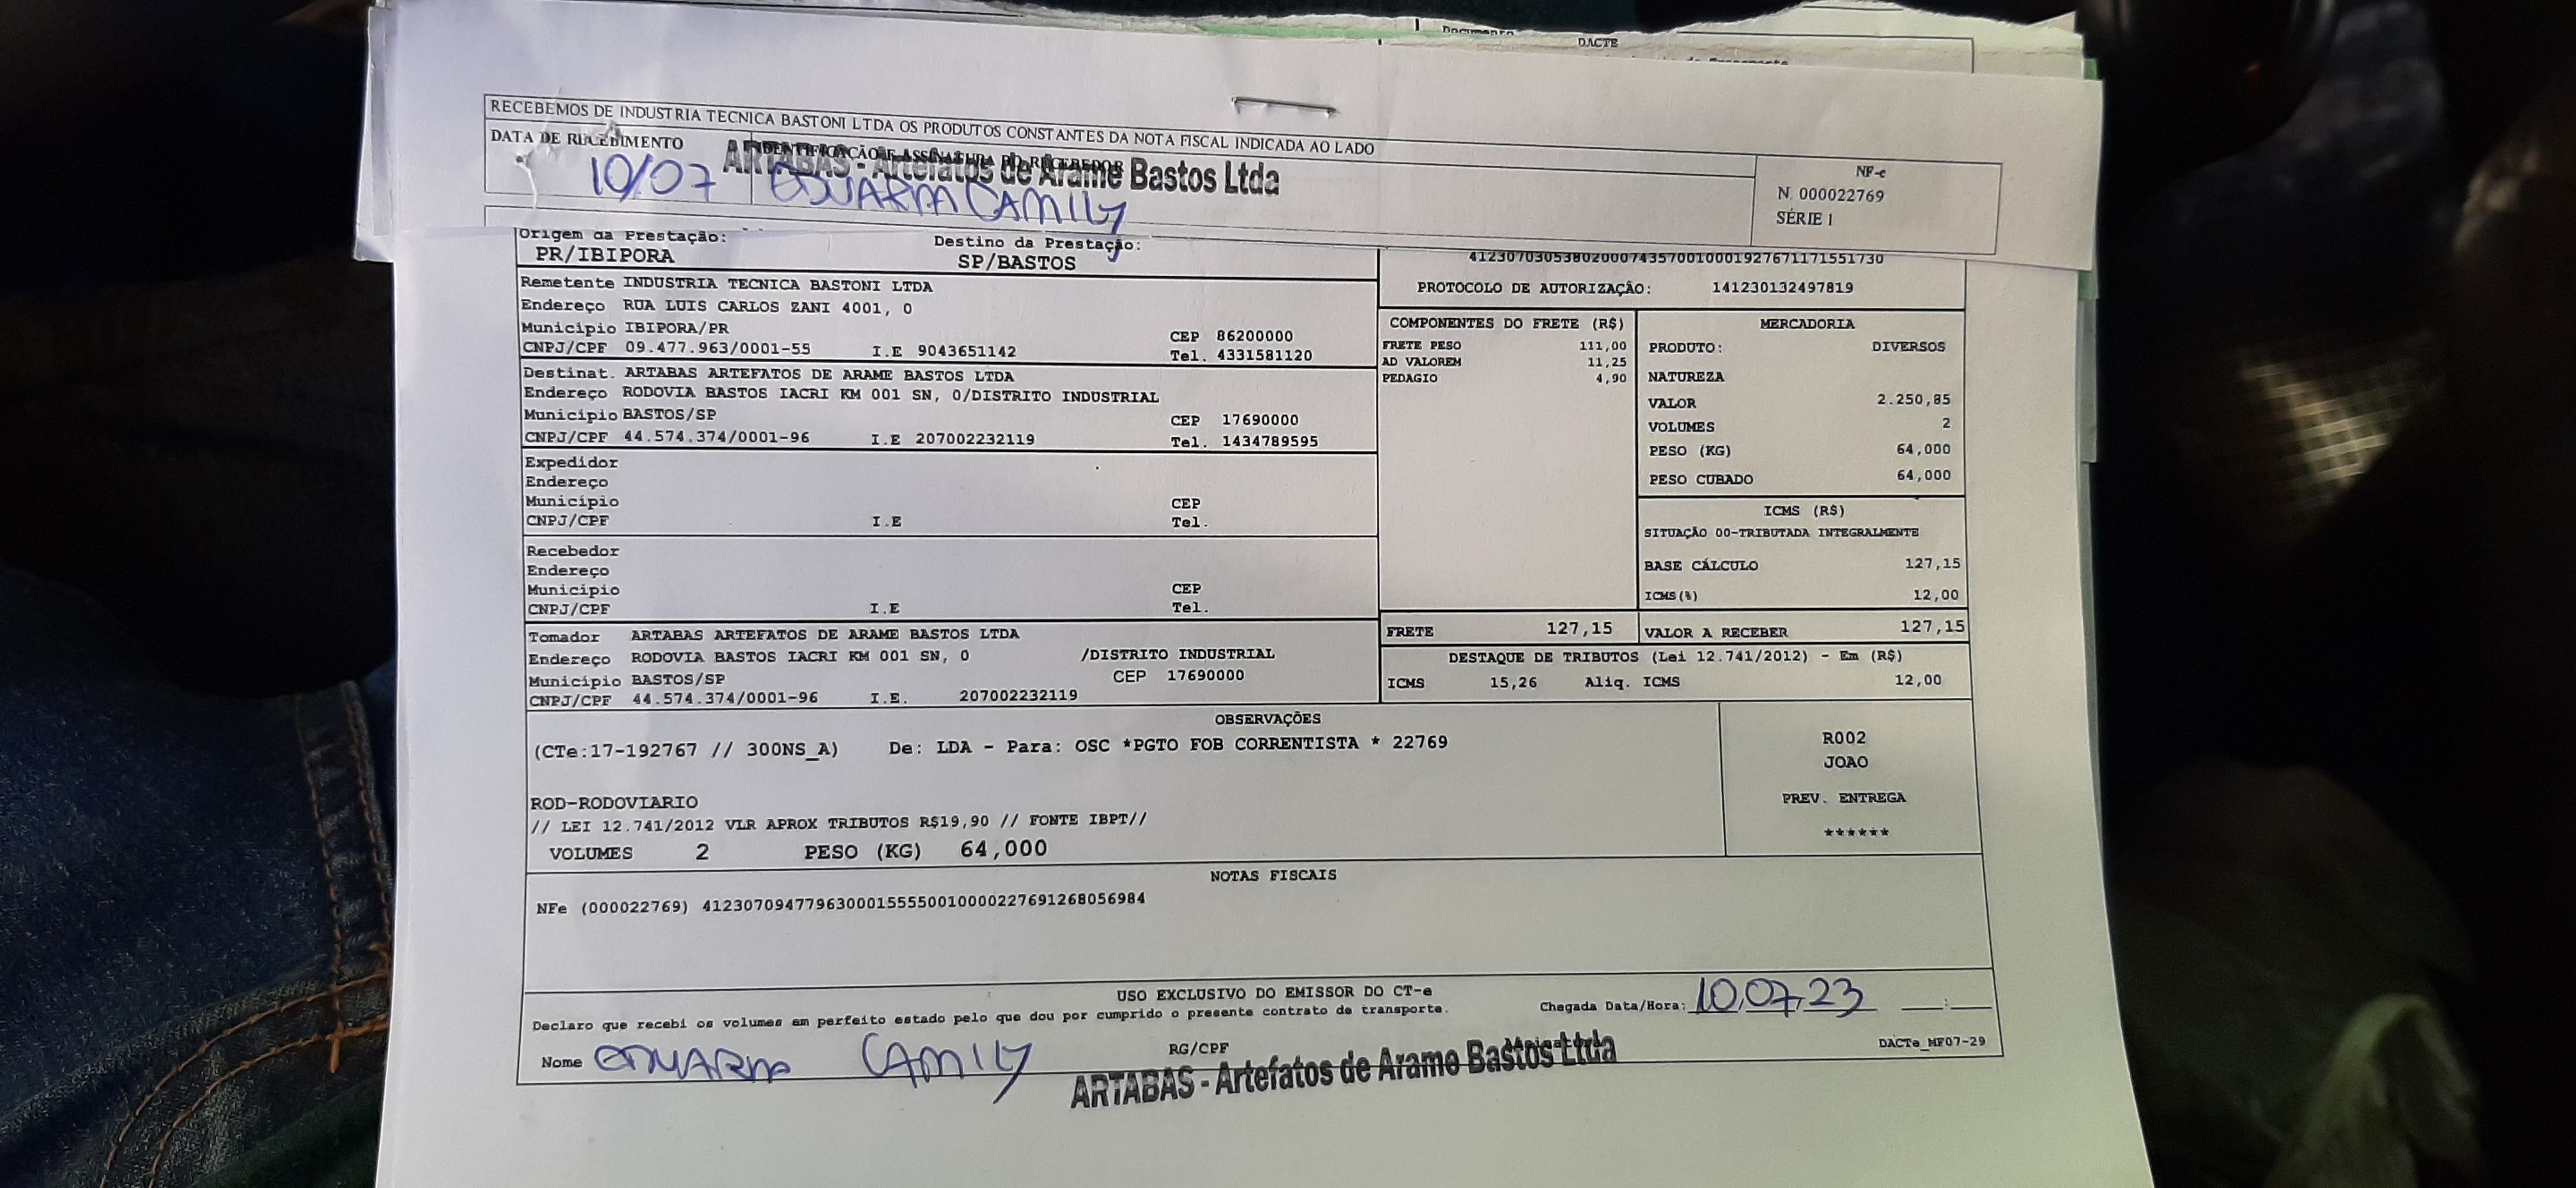 Documento
DACTE
RECEBEMOS DE INDUSTRIA TECNICA BASTONI LTDA OS PRODUTOS CONSTANTES DA NOTA FISCAL INDICADA AO LADO
DATA DE RECEBIMENTO
IDENTIFICAÇÃO E ASSINATURA DO RECEBEDOR
ARTABAS - Artefatos de Arame Bastos Ltda
10/07 EDUARDA CAMILY
NF-e
N. 000022769
SÉRIE 1
Origem da Prestação: Destino da Prestação:
PR/IBIPORA SP/BASTOS
PROTOCOLO DE AUTORIZAÇÃO: 141230132497819
Remetente INDUSTRIA TECNICA BASTONI LTDA
Endereço RUA LUIS CARLOS ZANI 4001, 0
Município IBIPORA/PR CEP 86200000
CNPJ/CPF 09.477.963/0001-55 I.E 9043651142 Tel. 4331581120
Destinat. ARTABAS ARTEFATOS DE ARAME BASTOS LTDA
Endereço RODOVIA BASTOS IACRI KM 001 SN, 0/DISTRITO INDUSTRIAL
Município BASTOS/SP CEP 17690000
CNPJ/CPF 44.574.374/0001-96 I.E 207002232119 Tel. 1434789595
Expedidor
Endereço
Município CEP
CNPJ/CPF I.E Tel.
Recebedor
Endereço
Município CEP
CNPJ/CPF I.E Tel.
Tomador ARTABAS ARTEFATOS DE ARAME BASTOS LTDA
Endereço RODOVIA BASTOS IACRI KM 001 SN, 0 /DISTRITO INDUSTRIAL
Município BASTOS/SP CEP 17690000
CNPJ/CPF 44.574.374/0001-96 I.E. 207002232119
COMPONENTES DO FRETE (R$)
FRETE PESO 111,00
AD VALOREM 11,25
PEDAGIO 4,90
MERCADORIA
PRODUTO: DIVERSOS
NATUREZA
VALOR 2.250,85
VOLUMES 2
PESO (KG) 64,000
PESO CUBADO 64,000
ICMS (R$)
SITUAÇÃO 00-TRIBUTADA INTEGRALMENTE
BASE CÁLCULO 127,15
ICMS(%) 12,00
FRETE 127,15 VALOR A RECEBER 127,15
DESTAQUE DE TRIBUTOS (Lei 12.741/2012) - Em (R$)
ICMS 15,26 Aliq. ICMS 12,00
OBSERVAÇÕES
(CTe:17-192767 // 300NS_A) De: LDA - Para: OSC *PGTO FOB CORRENTISTA * 22769
ROD-RODOVIARIO
// LEI 12.741/2012 VLR APROX TRIBUTOS R$19,90 // FONTE IBPT//
VOLUMES 2 PESO (KG) 64,000
R002
JOAO
PREV. ENTREGA
******
NOTAS FISCAIS
NFe (000022769) 41230709477963000155550010000227691268056984
USO EXCLUSIVO DO EMISSOR DO CT-e
Declaro que recebi os volumes em perfeito estado pelo que dou por cumprido o presente contrato de transporte.
Chegada Data/Hora: 10,07,23 __:__
Nome EDUARDA CAMILY RG/CPF
DACTe_MF07-29
ARTABAS - Artefatos de Arame Bastos Ltda